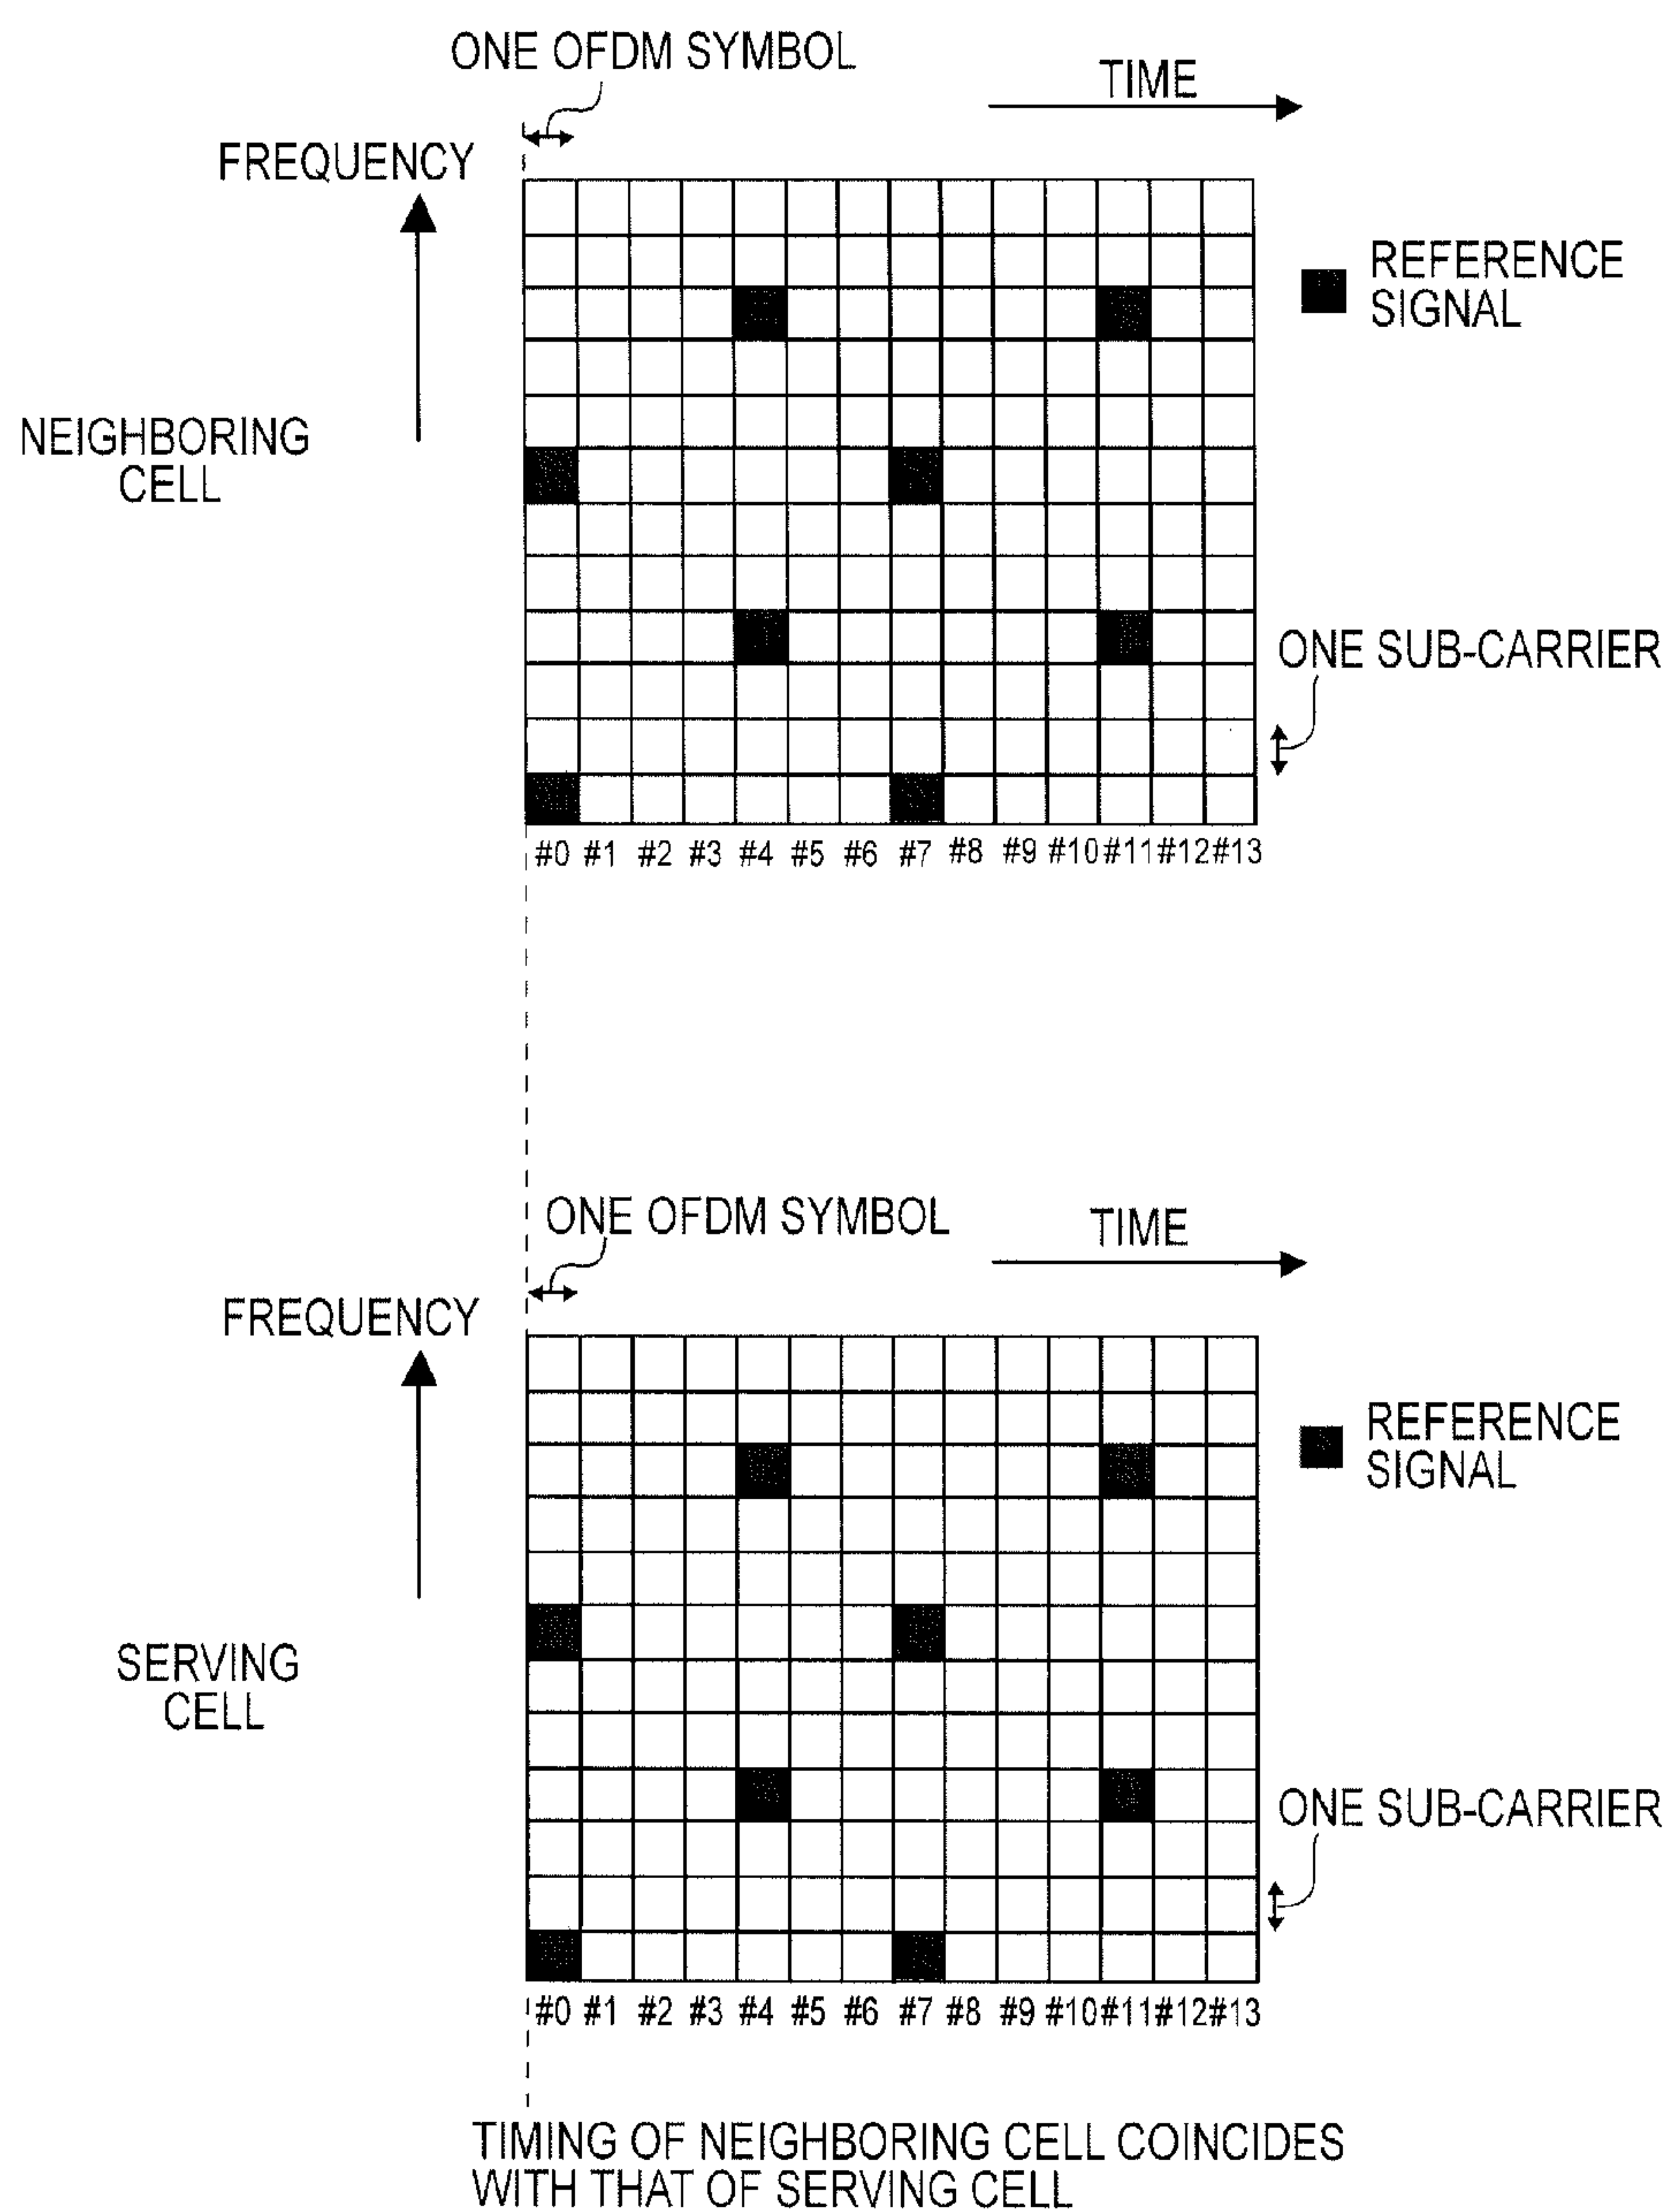 ONE OFDM SYMBOL
TIME
FREQUENCY
REFERENCE
SIGNAL
NEIGHBORING
CELL
ONE SUB-CARRIER
#0 #1 #2 #3 #4 #5 #6 #7 #8 #9 #10 #11 #12 #13
ONE OFDM SYMBOL
TIME
FREQUENCY
REFERENCE
SIGNAL
SERVING
CELL
ONE SUB-CARRIER
#0 #1 #2 #3 #4 #5 #6 #7 #8 #9 #10 #11 #12 #13
TIMING OF NEIGHBORING CELL COINCIDES
WITH THAT OF SERVING CELL